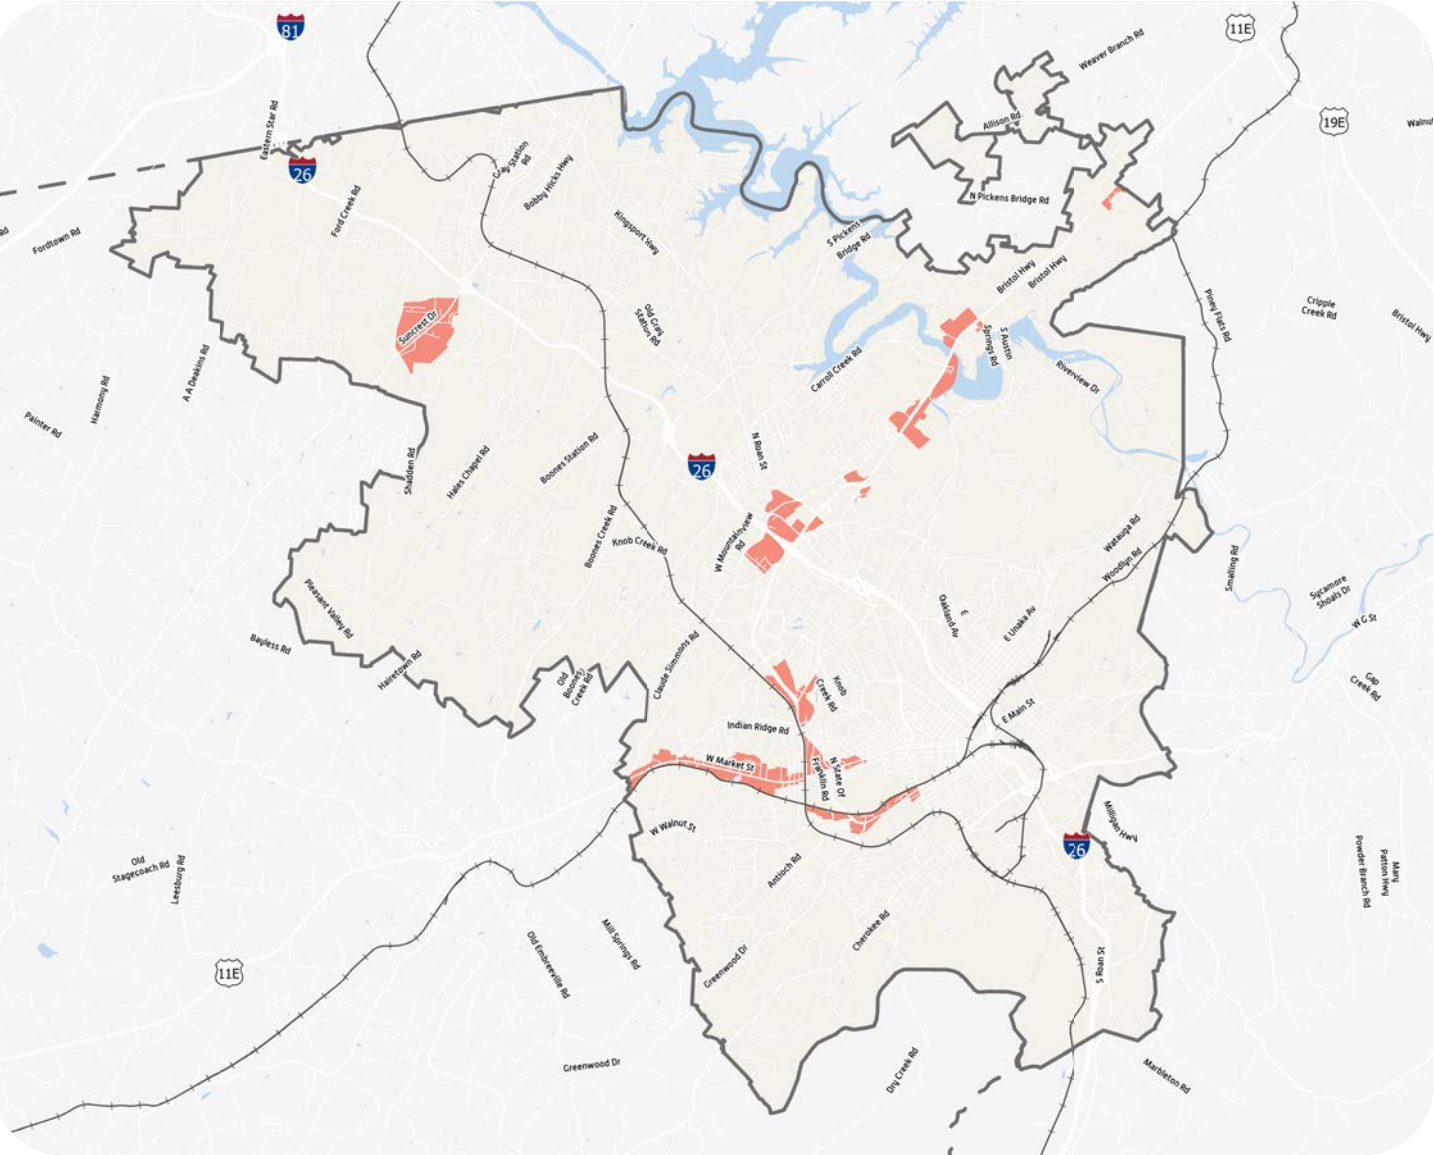 81
11E
Weaver Branch Rd
19E
Walnut
Allison Rd
Eastern Star Rd
26
Gray Station
Rd
Bobby Hicks Hwy
Ford Creek Rd
N Pickens Bridge Rd
Kingsport Hwy
S Pickens
Bridge Rd
Rd
Fordtown Rd
Bristol Hwy
Bristol Hwy
Piney Flats Rd
Cripple
Creek Rd
Bristol Hwy
Suncrest Dr
Old Gray
Station Rd
S Austin
Springs Rd
Carroll Creek Rd
Riverview Dr
A A Deakins Rd
Harmony Rd
Painter Rd
Shadden Rd
Hales Chapel Rd
Boones Station Rd
N Roan St
26
Boones Creek Rd
Knob Creek Rd
W Mountainview
Rd
Watauga Rd
Woodlyn Rd
Smalling Rd
Sycamore
Shoals Dr
W G St
Pleasant Valley Rd
E
Oakland Av
E Unaka Av
Bayless Rd
Hairetown Rd
Old
Boones
Creek Rd
Claude Simmons Rd
Knob
Creek Rd
Gap
Creek Rd
E Main St
Indian Ridge Rd
W Market St
N State Of
Franklin Rd
W Walnut St
Milligan Hwy
26
Old
Stagecoach Rd
Leesburg Rd
Antioch Rd
Powder Branch Rd
Mary
Patton Hwy
Cherokee Rd
Mill Springs Rd
Old Embreeville Rd
Greenwood Dr
S Roan St
11E
Greenwood Dr
Dry Creek Rd
Marbleton Rd